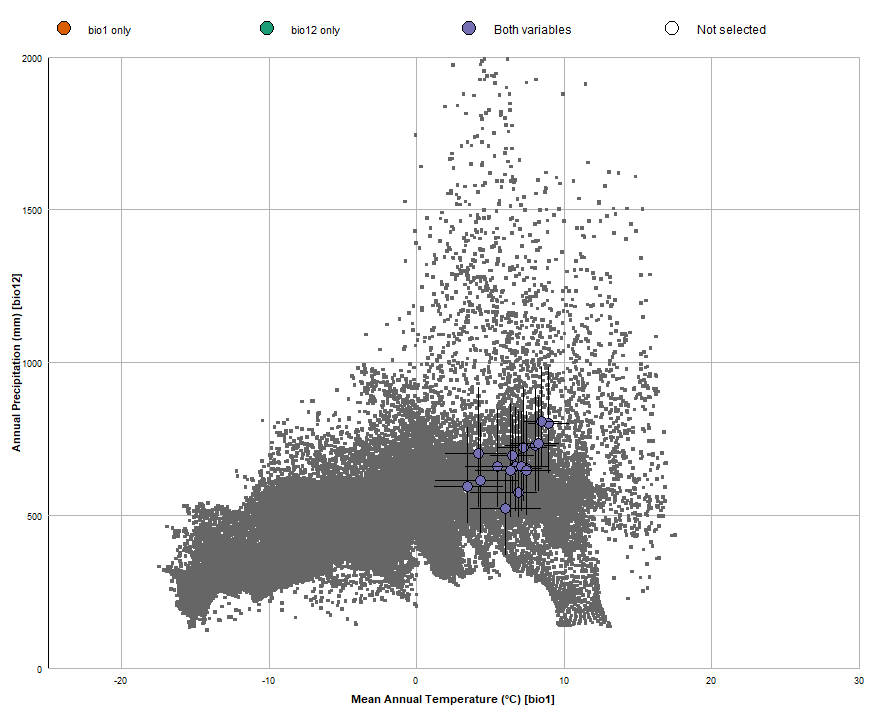 bio1 only
bio12 only
Both variables
Not selected
2000
1500
1000
500
0
-20
-10
0
10
20
30
Annual Precipitation (mm) [bio12]
Mean Annual Temperature (°C) [bio1]